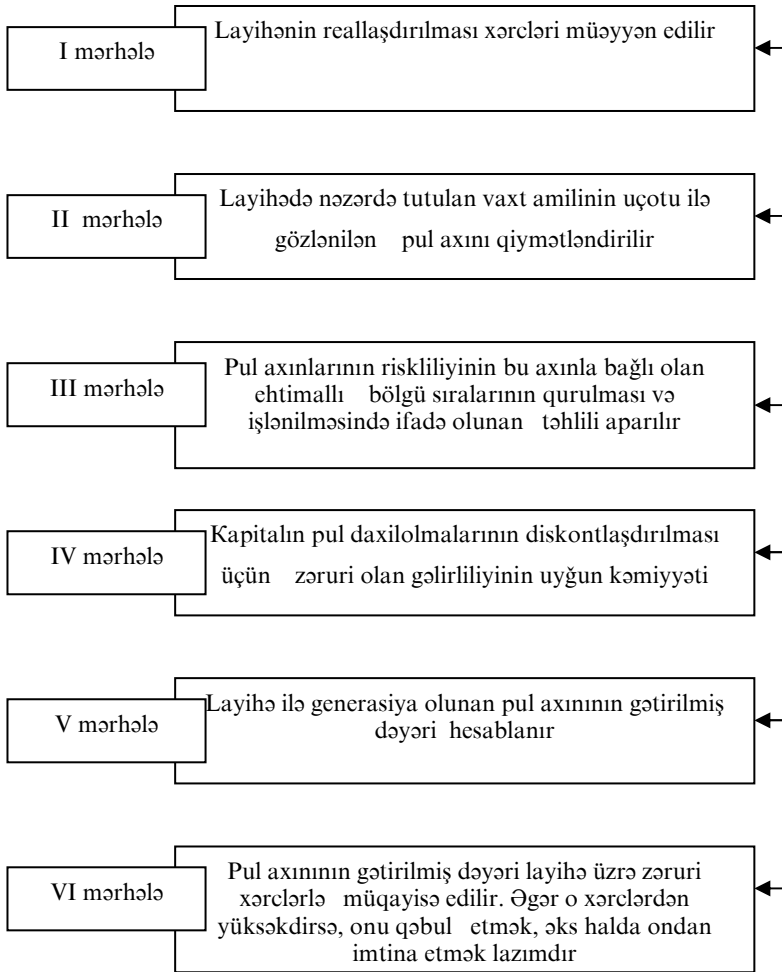 I mərhələ
Layihənin reallaşdırılması xərcləri müəyyən edilir
II mərhələ
Layihədə nəzərdə tutulan vaxt amilinin uçotu ilə
gözlənilən pul axını qiymətləndirilir
III mərhələ
Pul axınlarının riskliliyinin bu axınla bağlı olan
ehtimallı bölgü sıralarının qurulması və
işlənilməsində ifadə olunan təhlili aparılır
IV mərhələ
Kapitalın pul daxilolmalarının diskontlaşdırılması
üçün zəruri olan gəlirliliyinin uyğun kəmiyyəti
V mərhələ
Layihə ilə generasiya olunan pul axınının gətirilmiş
dəyəri hesablanır
VI mərhələ
Pul axınının gətirilmiş dəyəri layihə üzrə zəruri
xərclərlə müqayisə edilir. Əgər o xərclərdən
yüksəkdirsə, onu qəbul etmək, əks halda ondan
imtina etmək lazımdır